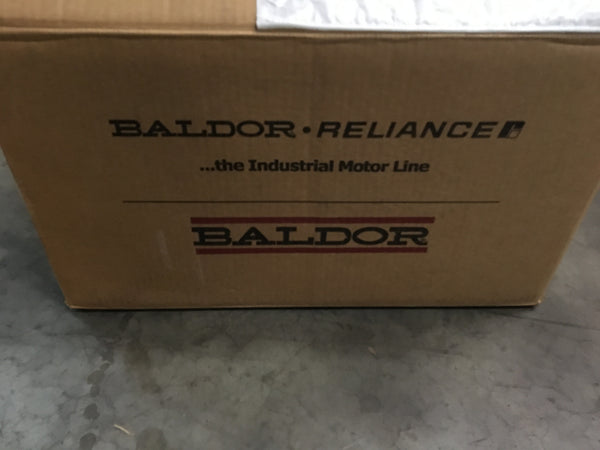 BALDOR • RELIANCE
...the Industrial Motor Line
BALDOR